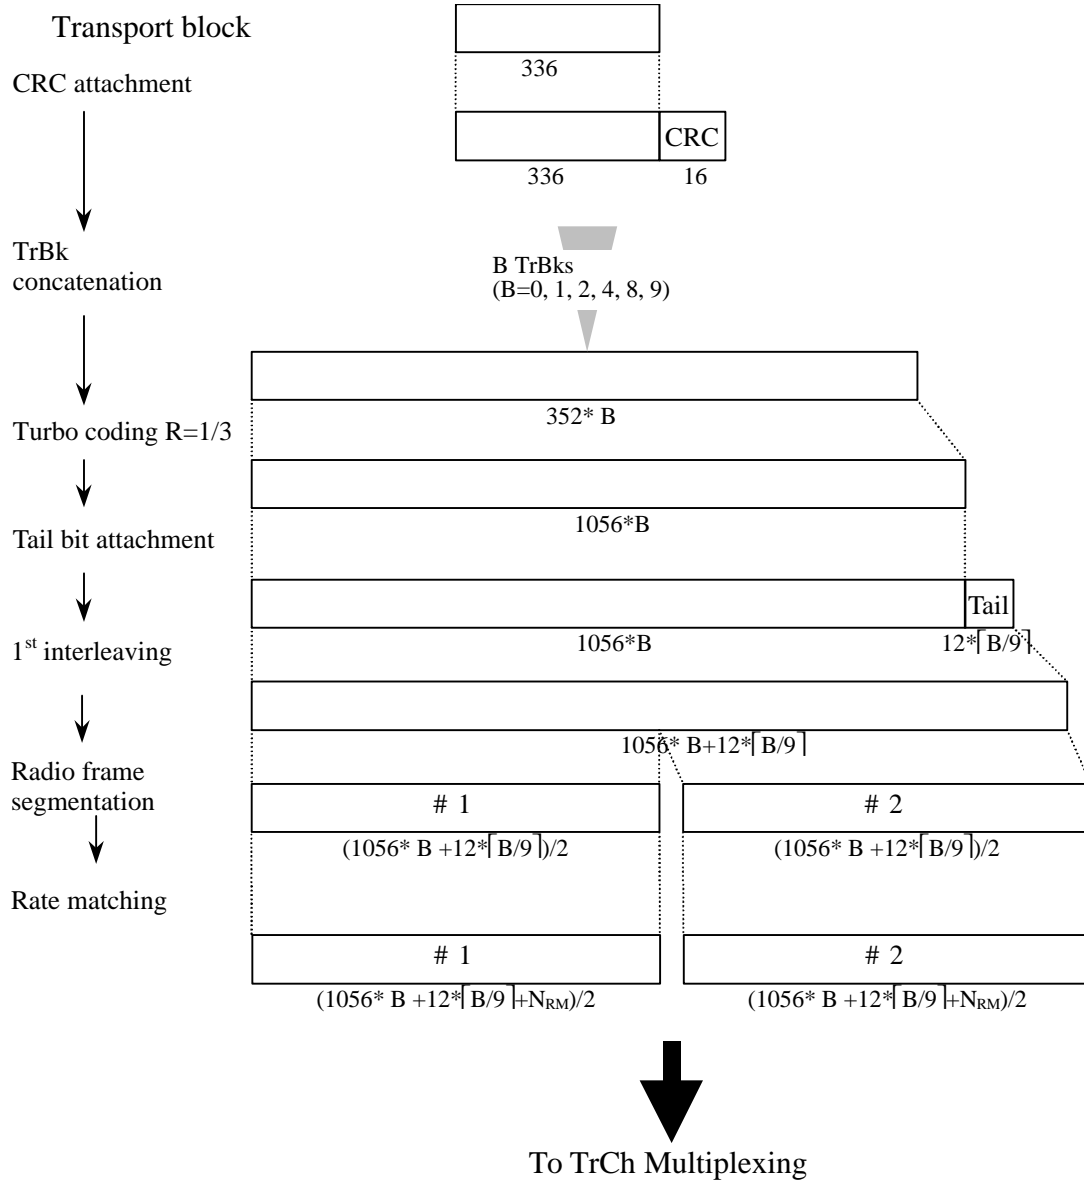 Transport block
336
CRC attachment
CRC
336
16
TrBk
concatenation
B TrBks
(B=0, 1, 2, 4, 8, 9)
352* B
Turbo coding R=1/3
1056*B
Tail bit attachment
Tail
1056*B
12*⌈B/9⌉
1st interleaving
1056* B+12*⌈B/9⌉
Radio frame
segmentation
# 1
# 2
(1056* B +12*⌈B/9⌉)/2
(1056* B +12*⌈B/9⌉)/2
Rate matching
# 1
# 2
(1056* B +12*⌈B/9⌉+NRM)/2
(1056* B +12*⌈B/9⌉+NRM)/2
To TrCh Multiplexing